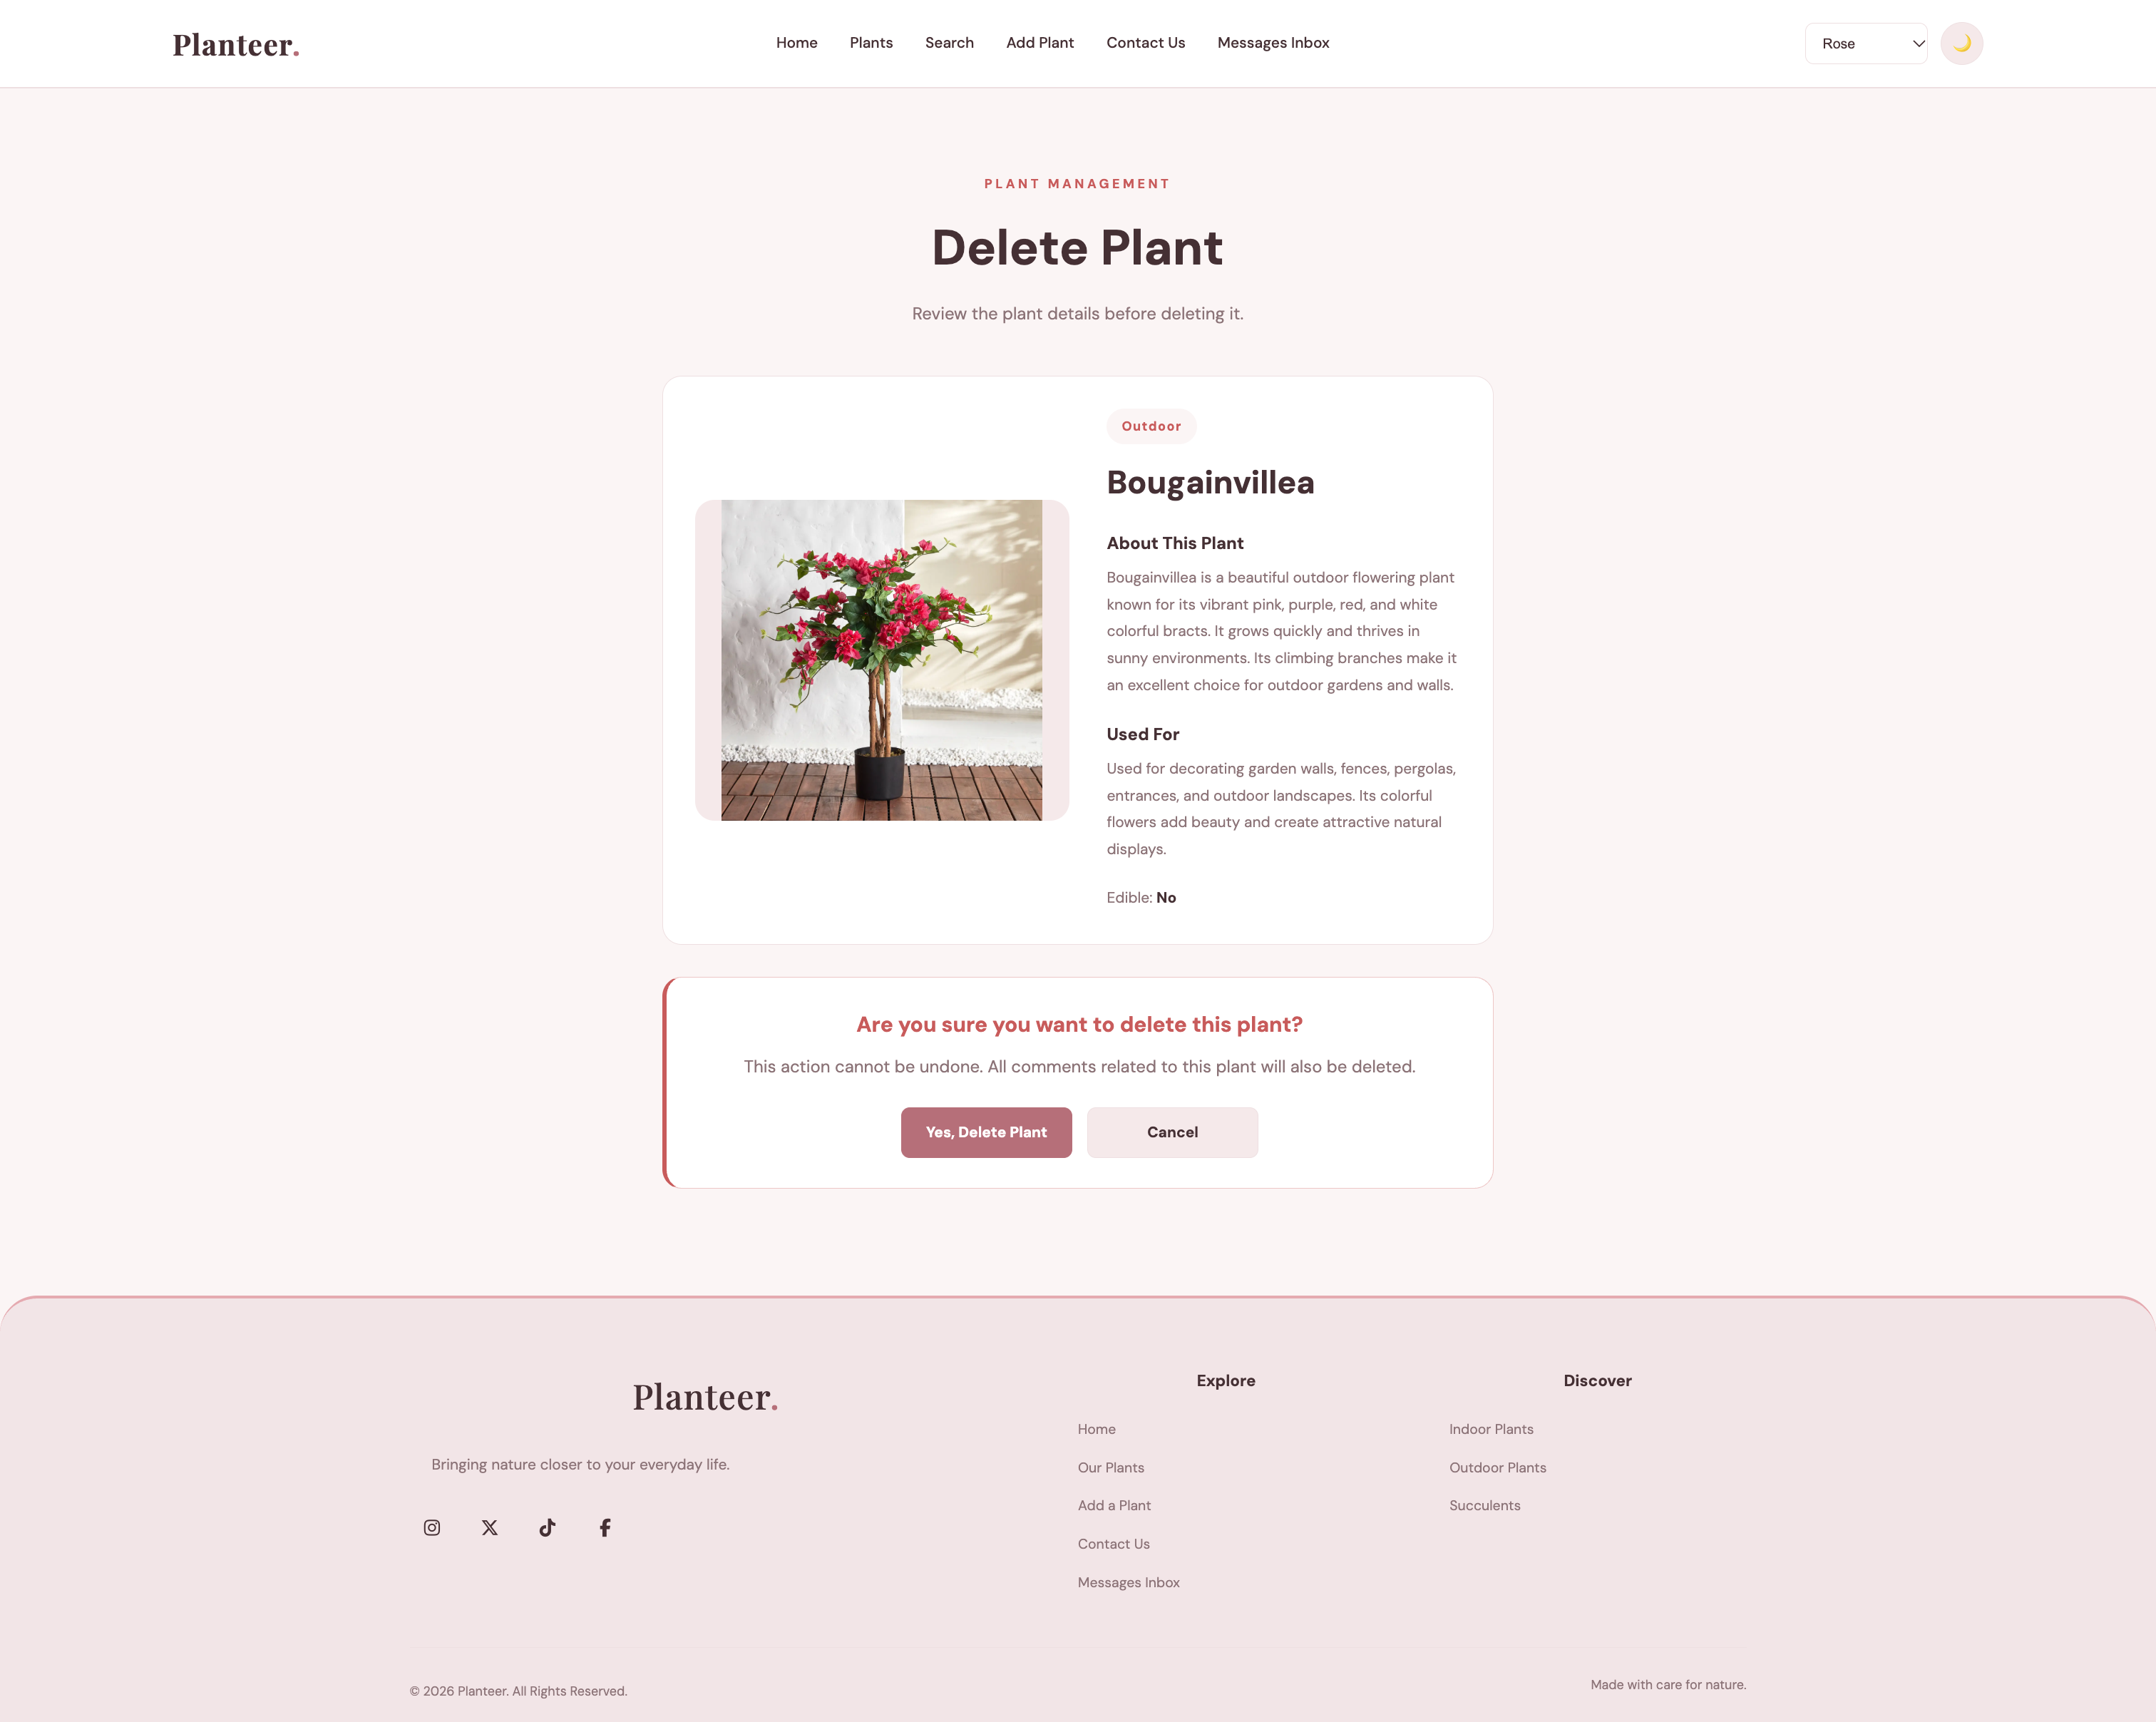 Planteer.
Home
Plants
Search
Add Plant
Contact Us
Messages Inbox
Rose
PLANT MANAGEMENT
Delete Plant
Review the plant details before deleting it.
Outdoor
Bougainvillea
About This Plant
Bougainvillea is a beautiful outdoor flowering plant
known for its vibrant pink, purple, red, and white
colorful bracts. It grows quickly and thrives in
sunny environments. Its climbing branches make it
an excellent choice for outdoor gardens and walls.
Used For
Used for decorating garden walls, fences, pergolas,
entrances, and outdoor landscapes. Its colorful
flowers add beauty and create attractive natural
displays.
Edible: No
Are you sure you want to delete this plant?
This action cannot be undone. All comments related to this plant will also be deleted.
Yes, Delete Plant
Cancel
Planteer.
Bringing nature closer to your everyday life.
Explore
Home
Our Plants
Add a Plant
Contact Us
Messages Inbox
Discover
Indoor Plants
Outdoor Plants
Succulents
© 2026 Planteer. All Rights Reserved.
Made with care for nature.